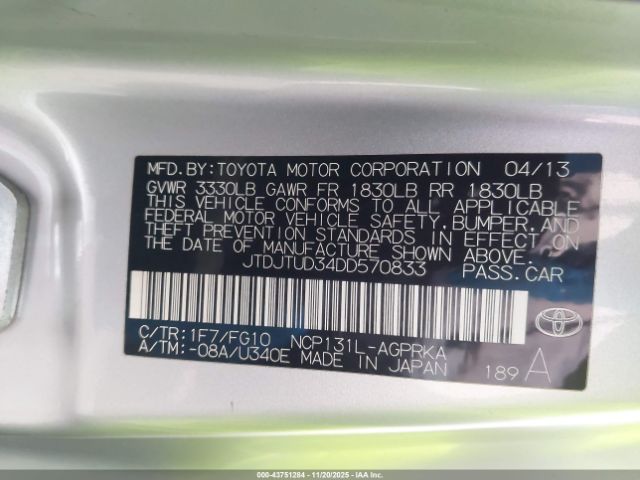 MFD.BY:TOYOTA MOTOR CORPORATION 04/13
GVWR 3330LB GAWR FR 1830LB RR 1830LB
THIS VEHICLE CONFORMS TO ALL APPLICABLE
FEDERAL MOTOR VEHICLE SAFETY,BUMPER,AND
THEFT PREVENTION STANDARDS IN EFFECT ON
THE DATE OF MANUFACTURE SHOWN ABOVE.
JTDJTUD34DD570833 PASS.CAR
C/TR:1F7/FG10 NCP131L-AGPRKA
A/TM:-08A/U340E MADE IN JAPAN 189 A
000-43751284 - 11/20/2025 - IAA Inc.